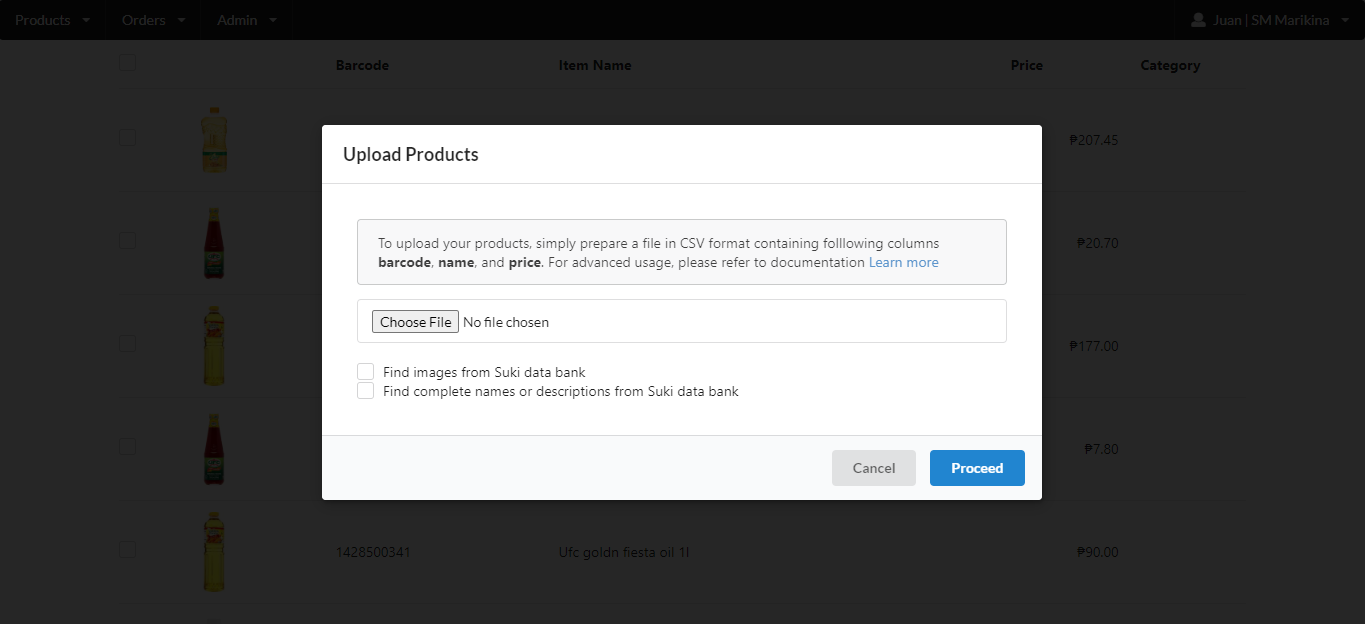 Products Orders Admin Juan | SM Marikina
Barcode Item Name Price Category
₱207.45
Upload Products
To upload your products, simply prepare a file in CSV format containing folllowing columns
barcode, name, and price. For advanced usage, please refer to documentation Learn more
₱20.70
Choose File No file chosen
₱177.00
Find images from Suki data bank
Find complete names or descriptions from Suki data bank
₱7.80
Cancel Proceed
1428500341 Ufc goldn fiesta oil 1l ₱90.00